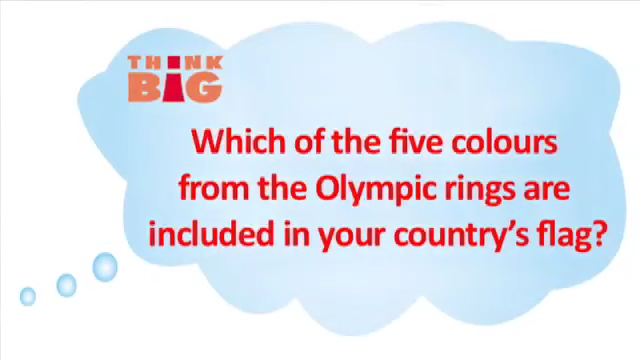 THINK
BIG
Which of the five colours
from the Olympic rings are
included in your country's flag?